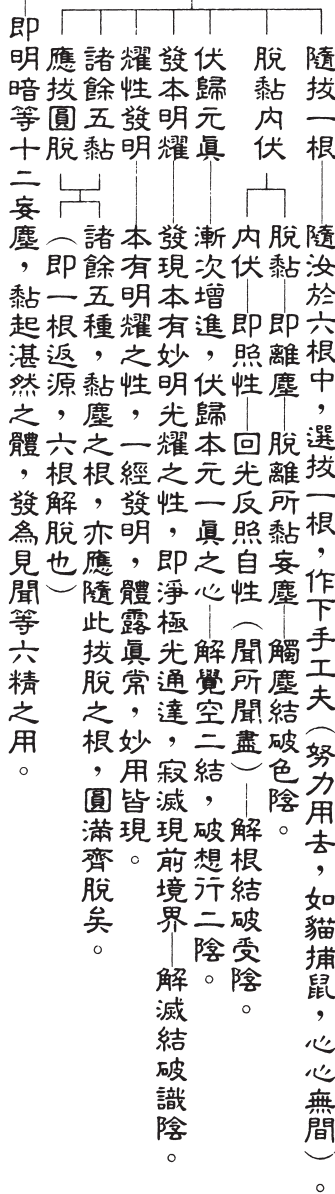 隨拔一根—隨汝於六根中，選拔一根，作下手工夫（努力用去，如貓捕鼠，心心無間）。
脫黏內伏
脫黏—即離塵—脫離所黏妄塵—觸塵結破色陰。
內伏—即照性—回光反照自性（聞所聞盡）—解根結破受陰。
伏歸元眞—漸次增進，伏歸本元一眞之心—解覺空二結，破想行二陰。
發本明耀—發現本有妙明光耀之性，即淨極光通達，寂滅現前境界—解滅結破識陰。
耀性發明—本有明耀之性，一經發明，體露眞常，妙用皆現。
諸餘五黏
應拔圓脫
諸餘五種，黏塵之根，亦應隨此拔脫之根，圓滿齊脫矣。
（即一根返源，六根解脫也）
即明暗等十二妄塵，黏起湛然之體，發為見聞等六精之用。